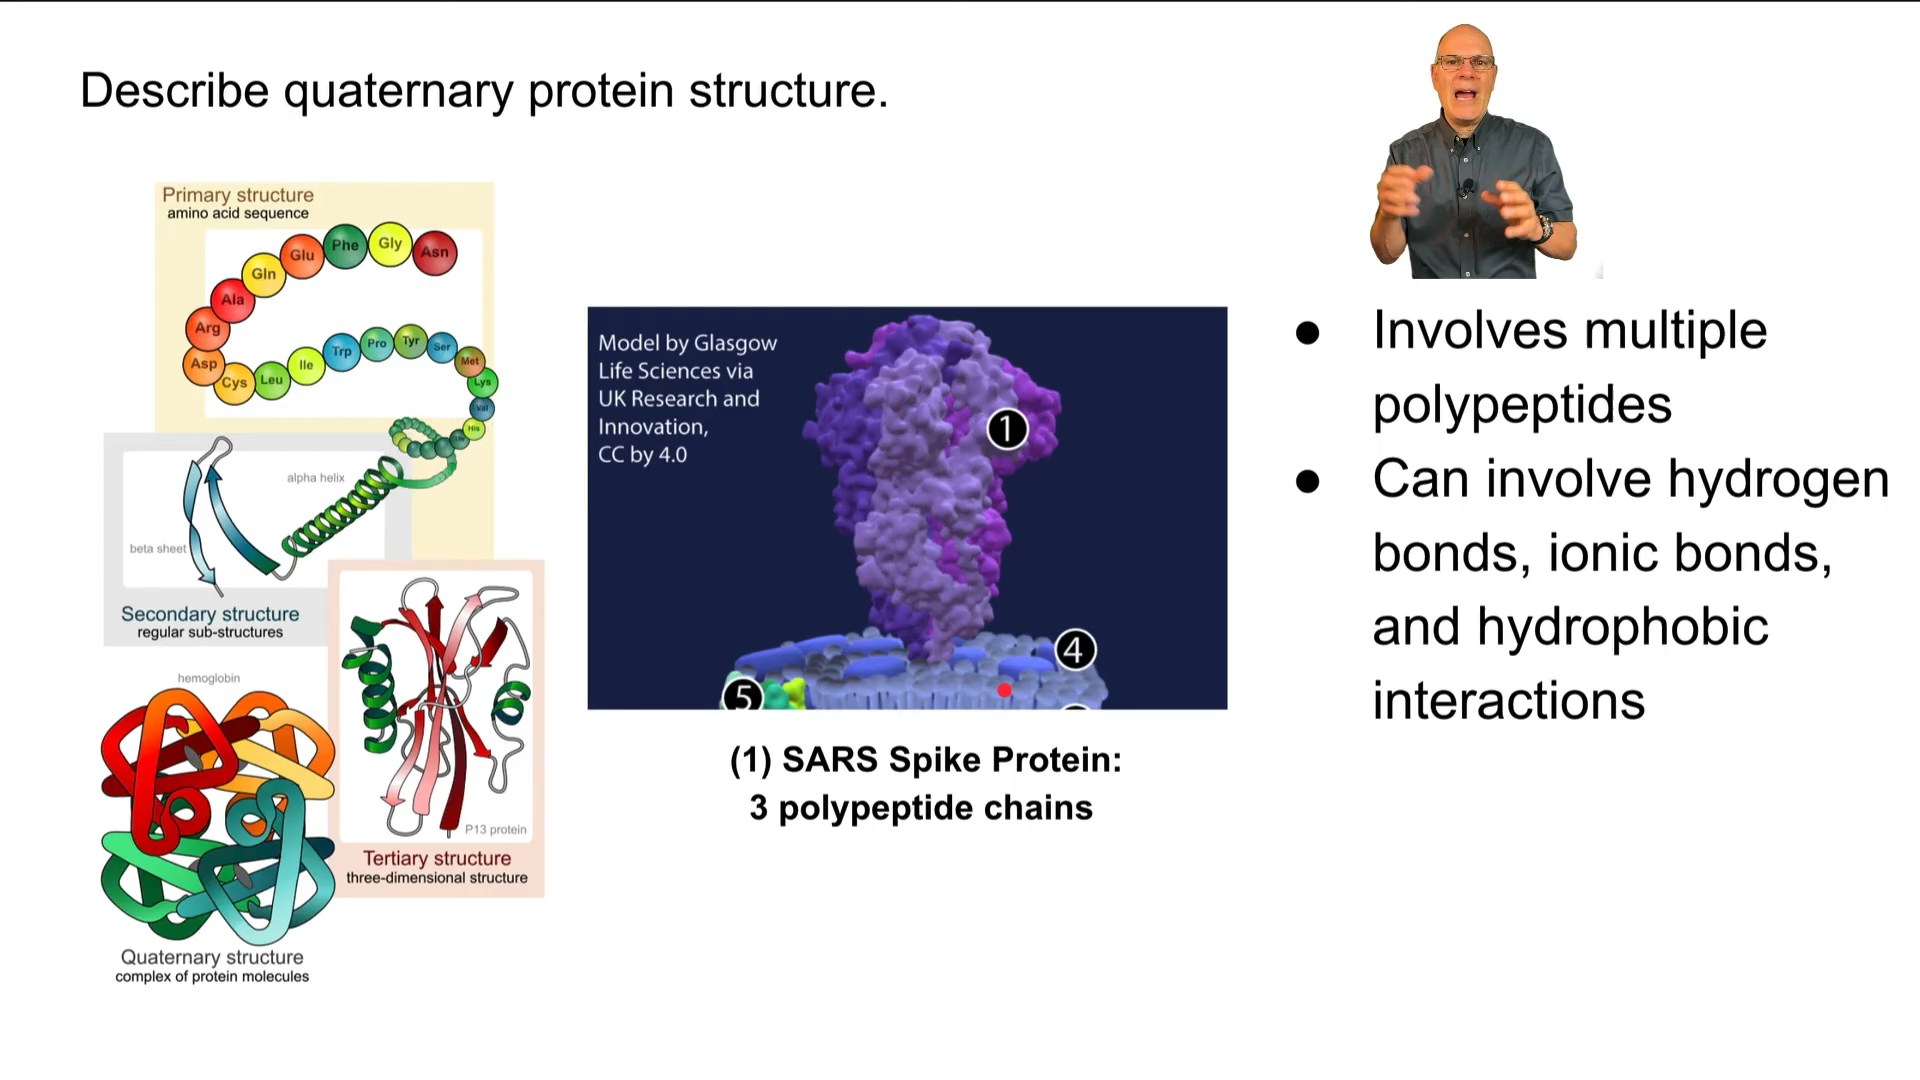 Describe quaternary protein structure.
Primary structure
amino acid sequence
Asn
Gly
Phe
Glu
Gln
Ala
Arg
Asp
Cys
Leu
Ile
Trp
Pro
Tyr
Ser
Met
Lys
Val
His
alpha helix
beta sheet
Secondary structure
regular sub-structures
P13 protein
Tertiary structure
three-dimensional structure
hemoglobin
Quaternary structure
complex of protein molecules
Model by Glasgow
Life Sciences via
UK Research and
Innovation,
CC by 4.0
1
4
5
(1) SARS Spike Protein:
3 polypeptide chains
● Involves multiple
polypeptides
● Can involve hydrogen
bonds, ionic bonds,
and hydrophobic
interactions